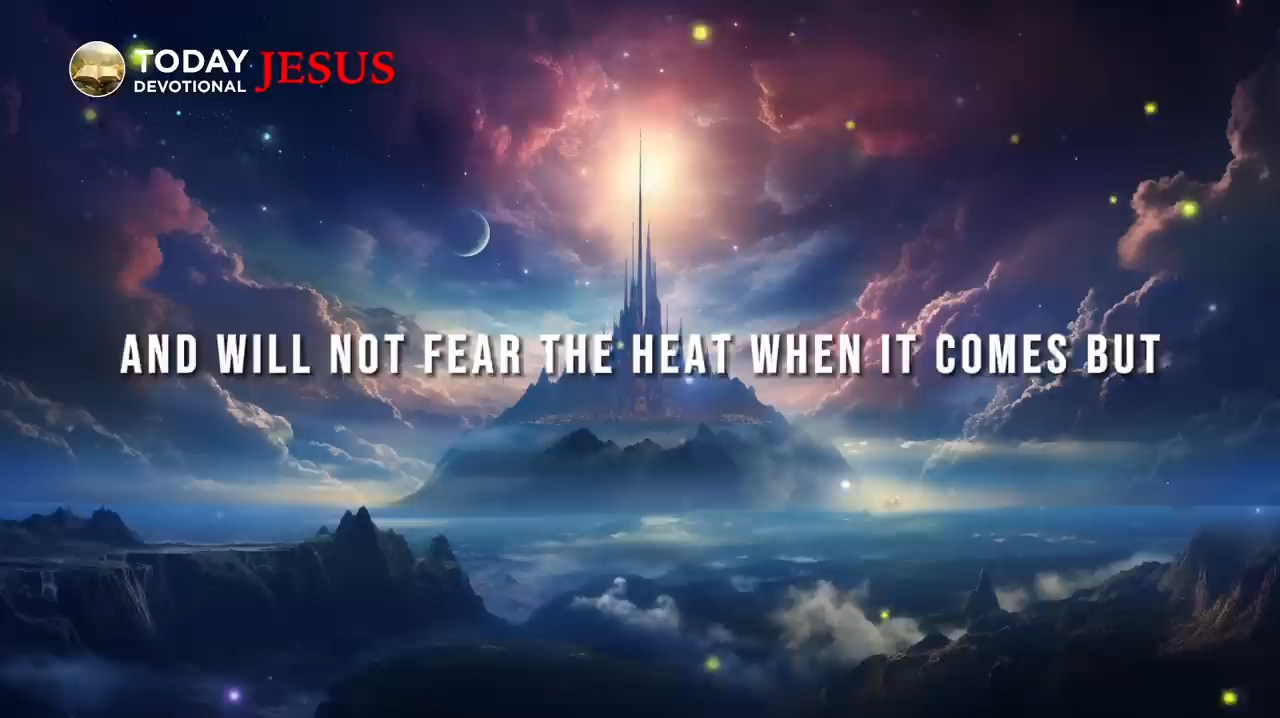 TODAY JESUS
DEVOTIONAL
AND WILL NOT FEAR THE HEAT WHEN IT COMES BUT